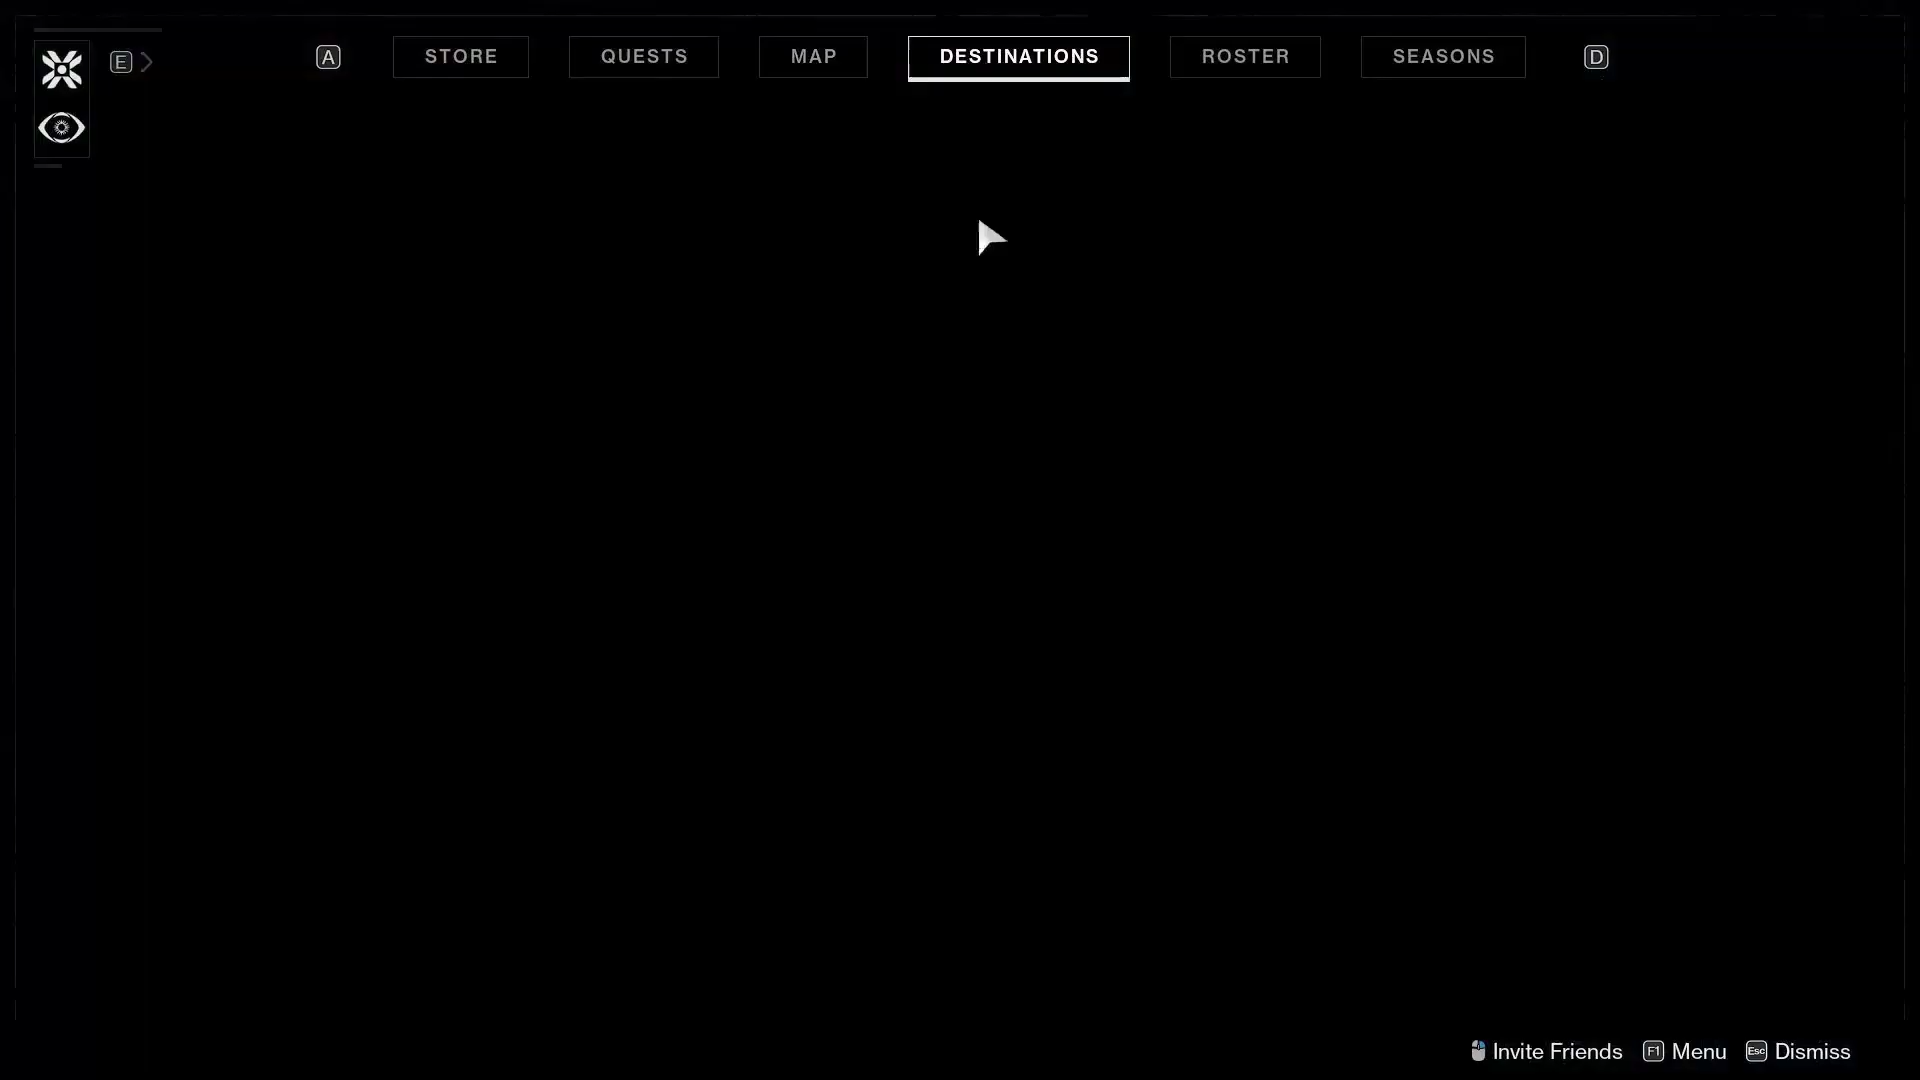 E
A STORE QUESTS MAP DESTINATIONS ROSTER SEASONS D
Invite Friends F1 Menu Esc Dismiss